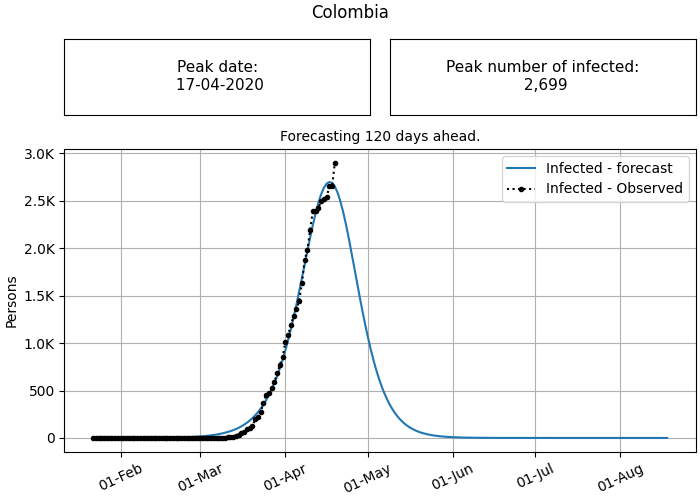 Colombia
Peak date:
17-04-2020
Peak number of infected:
2,699
Forecasting 120 days ahead.
3.0K
2.5K
2.0K
1.5K
1.0K
500
0
Persons
Infected - forecast
Infected - Observed
01-Feb
01-Mar
01-Apr
01-May
01-Jun
01-Jul
01-Aug